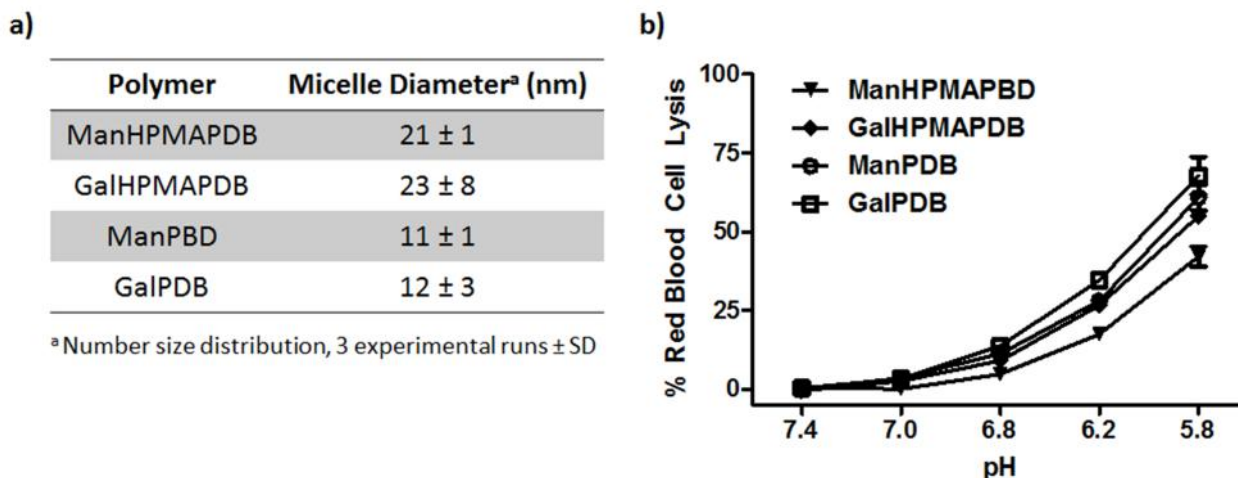 a)
Polymer Micelle Diameterᵃ (nm)
ManHPMAPDB 21 ± 1
GalHPMAPDB 23 ± 8
ManPBD 11 ± 1
GalPDB 12 ± 3
ᵃ Number size distribution, 3 experimental runs ± SD
b)
% Red Blood Cell Lysis
100
75
50
25
0
ManHPMAPBD
GalHPMAPDB
ManPDB
GalPDB
7.4 7.0 6.8 6.2 5.8
pH